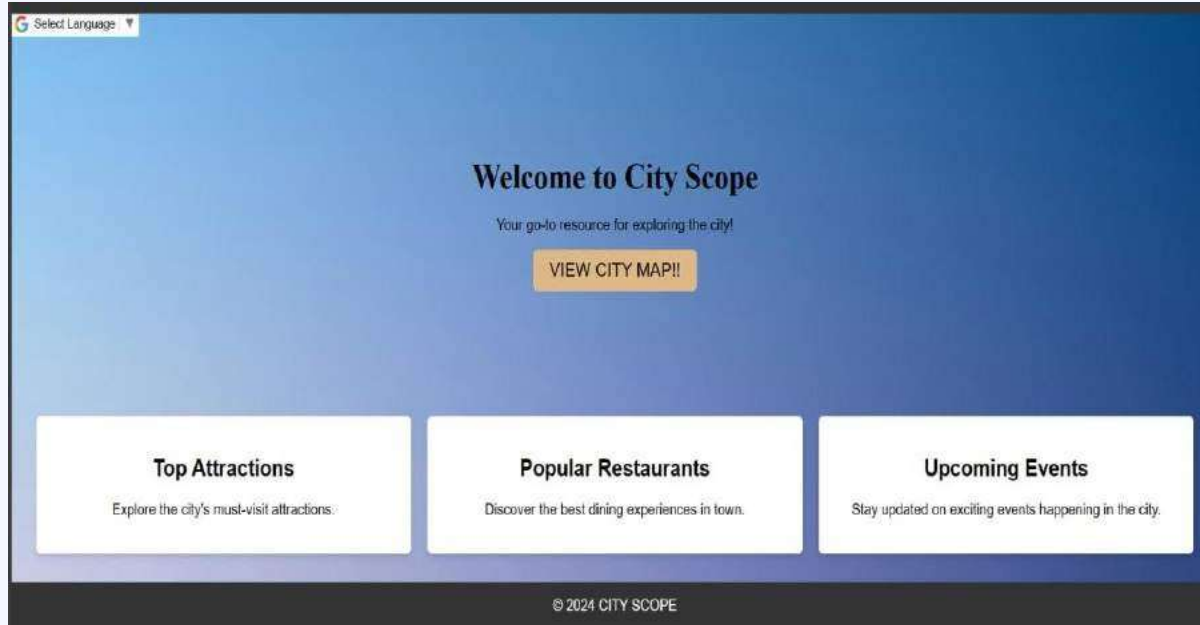 Select Language ▼
Welcome to City Scope
Your go-to resource for exploring the city!
VIEW CITY MAP!!
Top Attractions
Explore the city's must-visit attractions.
Popular Restaurants
Discover the best dining experiences in town.
Upcoming Events
Stay updated on exciting events happening in the city.
© 2024 CITY SCOPE